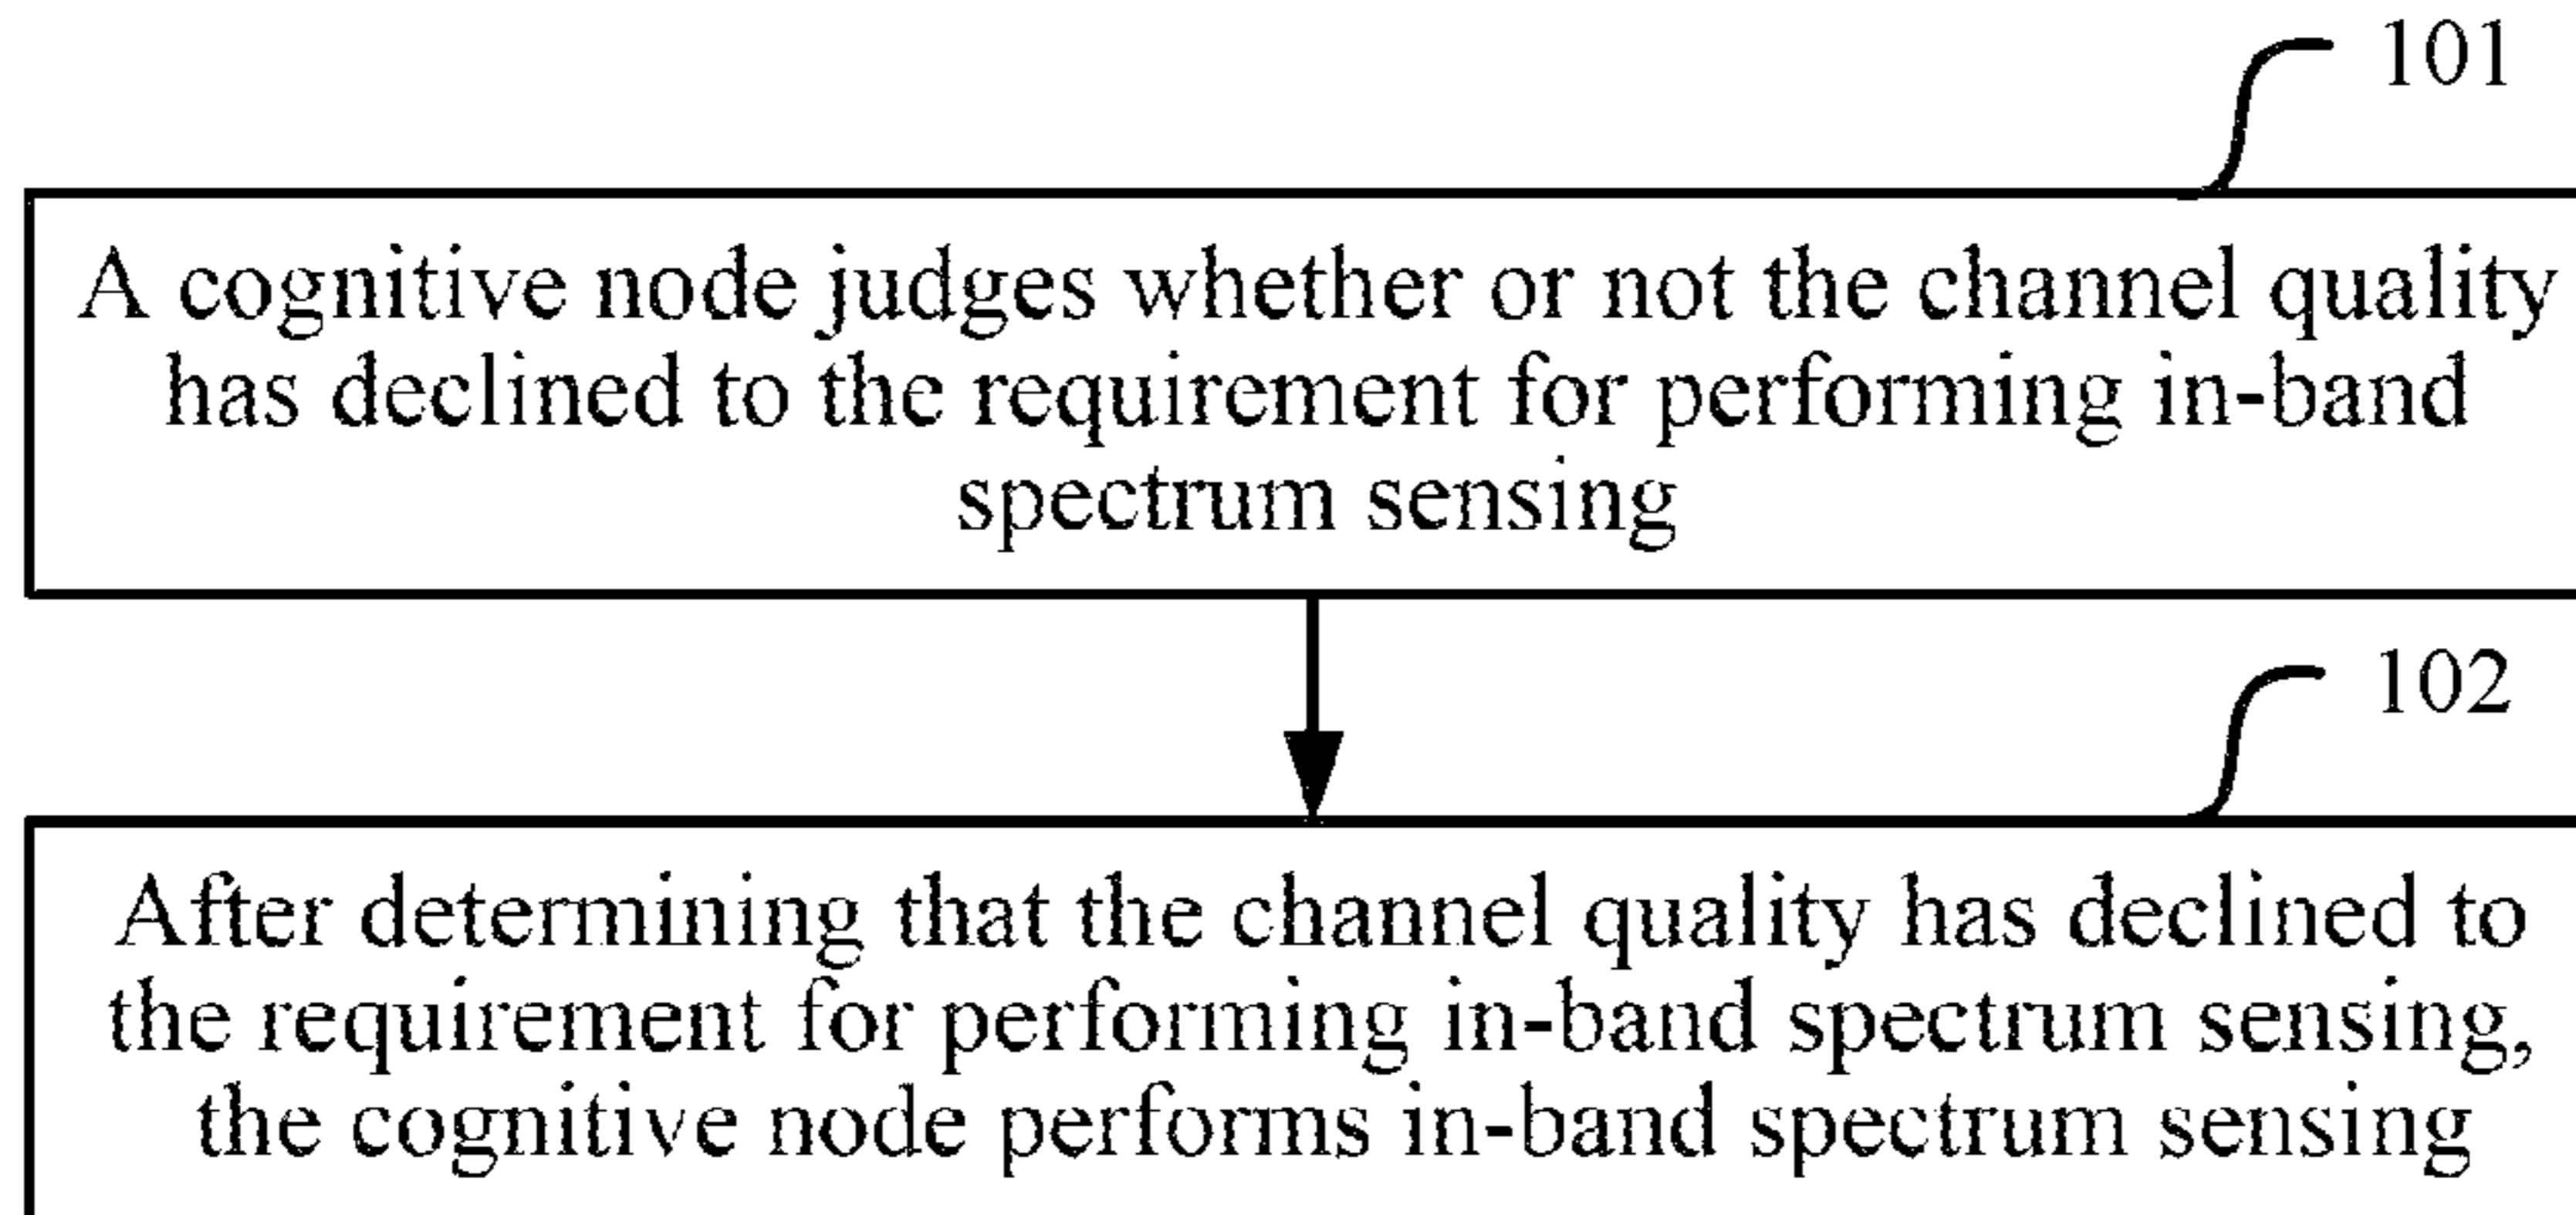 101
A cognitive node judges whether or not the channel quality
has declined to the requirement for performing in-band
spectrum sensing
102
After determining that the channel quality has declined to
the requirement for performing in-band spectrum sensing,
the cognitive node performs in-band spectrum sensing